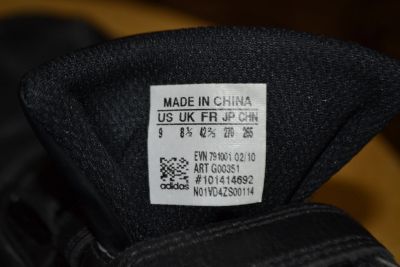 MADE IN CHINA
US UK FR JP CHN
9 8½ 42⅔ 270 265
EVN 791001 02/10
ART G00351
#101414692
adidas
N01VD4ZS00114